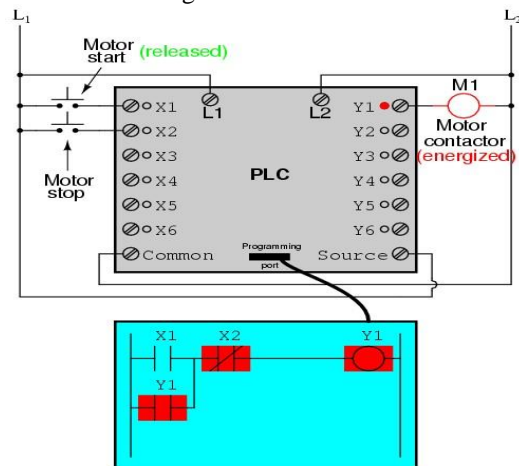 L1
L2
Motor start (released)
L1
L2
M1
Motor contactor (energized)
Motor stop
PLC
X1
X2
X3
X4
X5
X6
Common
Y1
Y2
Y3
Y4
Y5
Y6
Source
Programming port
X1
X2
Y1
Y1